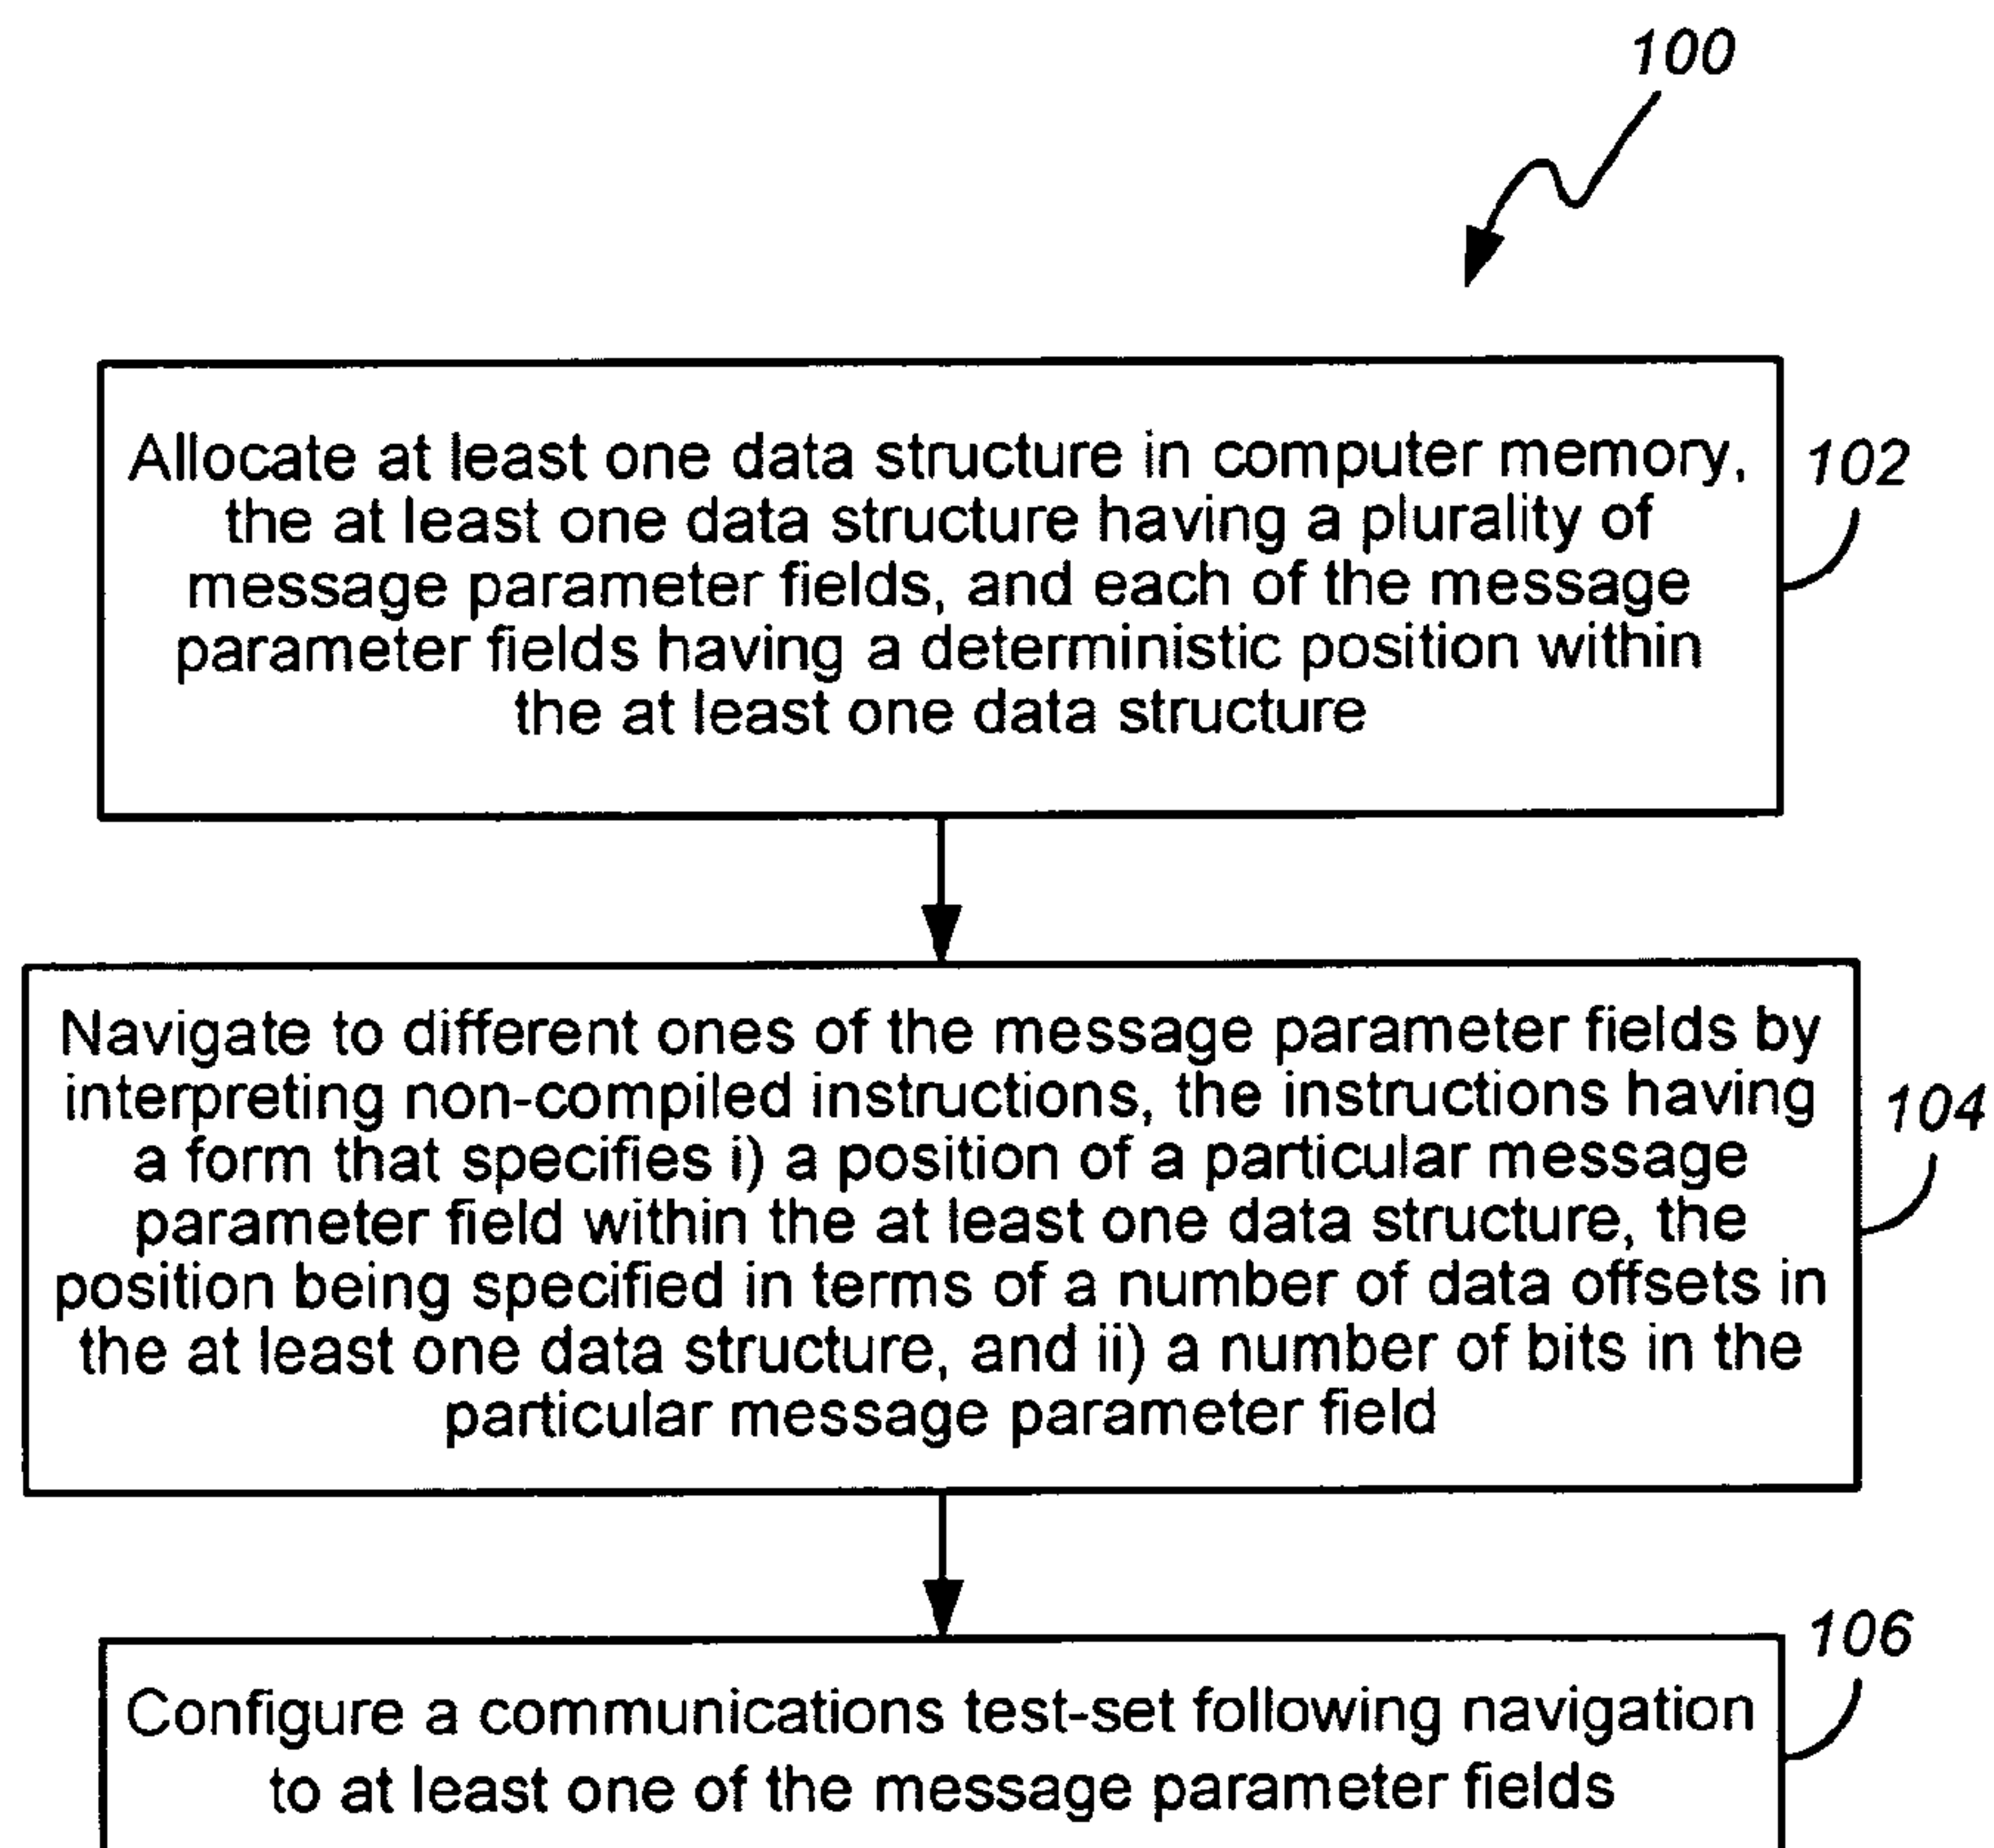 100
Allocate at least one data structure in computer memory,
the at least one data structure having a plurality of
message parameter fields, and each of the message
parameter fields having a deterministic position within
the at least one data structure
102
Navigate to different ones of the message parameter fields by
interpreting non-compiled instructions, the instructions having
a form that specifies i) a position of a particular message
parameter field within the at least one data structure, the
position being specified in terms of a number of data offsets in
the at least one data structure, and ii) a number of bits in the
particular message parameter field
104
106
Configure a communications test-set following navigation
to at least one of the message parameter fields